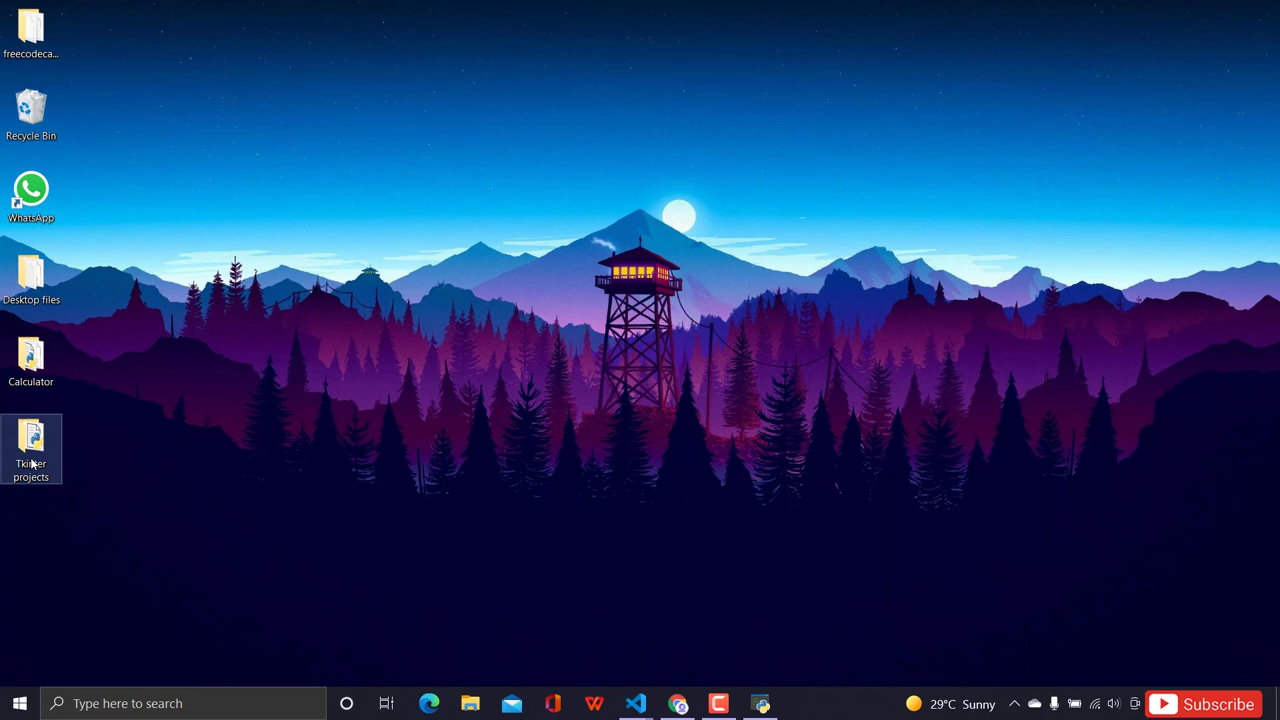 freecodeca...
Recycle Bin
WhatsApp
Desktop files
Calculator
Tkinter
projects
Type here to search
29°C Sunny
Subscribe